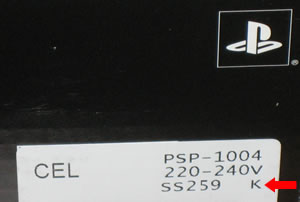 ®
CEL
PSP-1004
220-240V
SS259 K